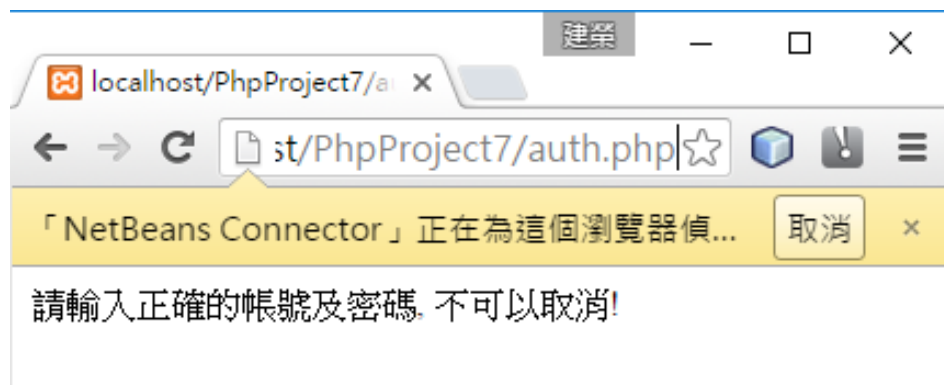 建榮
localhost/PhpProject7/a
st/PhpProject7/auth.php
「NetBeans Connector」正在為這個瀏覽器偵... 取消
請輸入正確的帳號及密碼, 不可以取消!